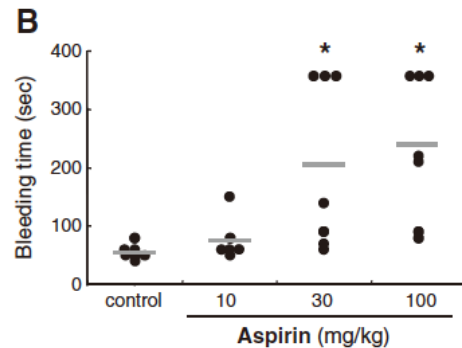 B
Bleeding time (sec)
400
300
200
100
0
* *
control 10 30 100
Aspirin (mg/kg)